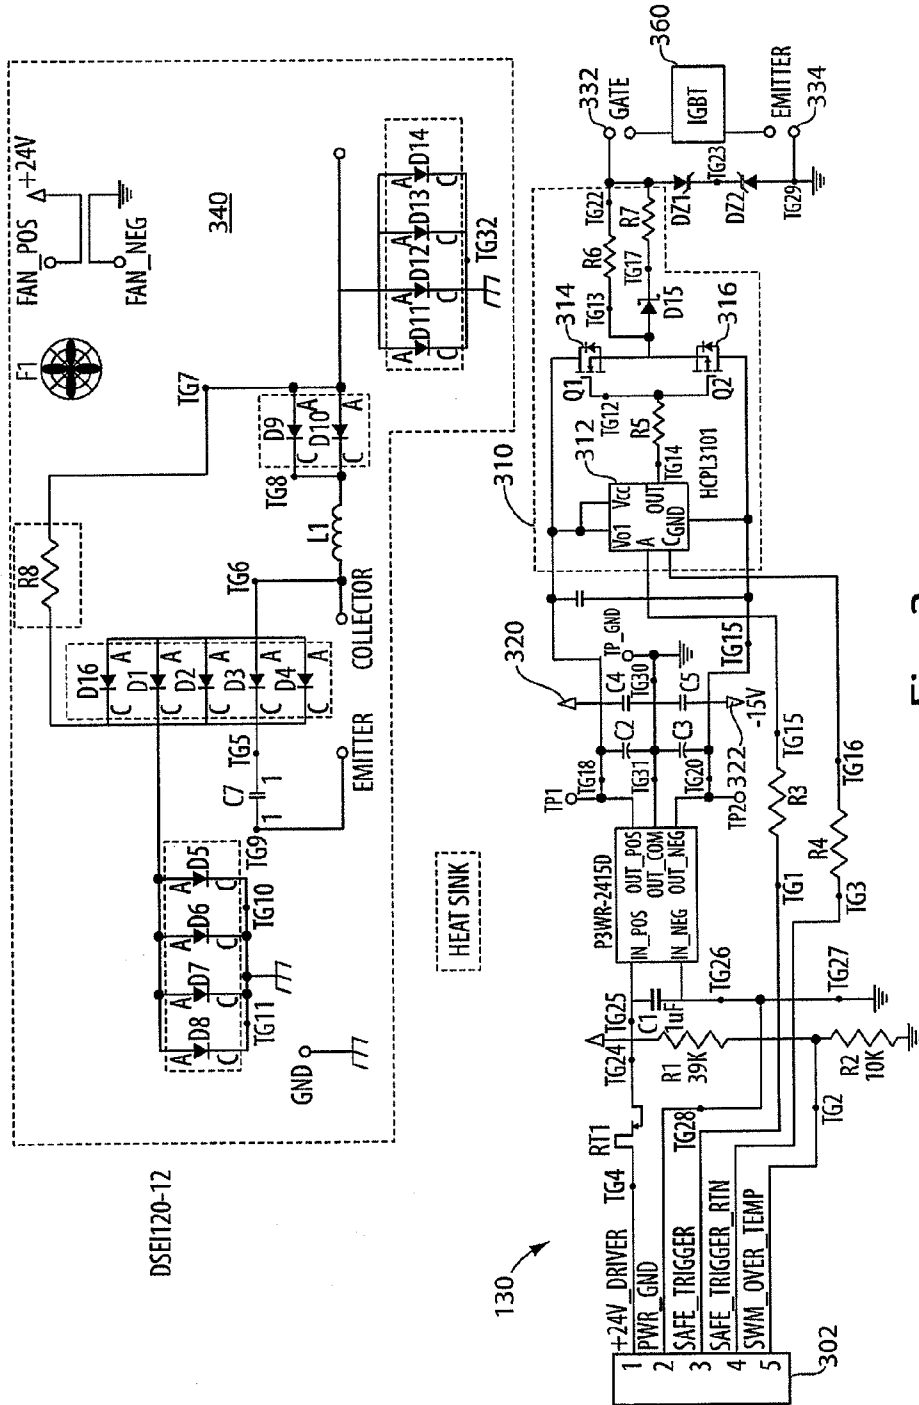 FAN_POS
+24V
FAN_NEG
F1
340
R8
TG7
D16
D1
D2
D3
D4
A
A
A
A
A
C
C
C
C
C
TG6
D9
D10
A
A
C
C
TG8
L1
COLLECTOR
EMITTER
TG5
C7
1
1
TG9
A
A
A
A
D11
D12
D13
D14
C
C
C
C
TG32
A
A
A
A
D8
D7
D6
D5
C
C
C
C
TG11
TG10
GND
HEAT SINK
DSEI120-12
130
302
1
2
3
4
5
+24V_DRIVER
PWR_GND
SAFE_TRIGGER
SAFE_TRIGGER_RTN
SWM_OVER_TEMP
TG4
RT1
TG28
TG24
TG25
C1
1uF
R1
39K
R2
10K
TG2
TG26
TG27
P3WR-2415D
IN_POS
IN_NEG
OUT_POS
OUT_COM
OUT_NEG
TP1
TG18
TG31
TG20
TP2
C2
C3
320
322
-15V
C4
C5
TG30
TP_GND
TG15
TG1
R3
TG15
TG3
R4
TG16
310
312
Vo1
Vcc
A
OUT
C
GND
HCPL3101
TG14
R5
TG12
Q1
Q2
314
316
TG13
R6
TG22
D15
TG17
R7
DZ1
DZ2
TG23
TG29
332
GATE
IGBT
360
EMITTER
334